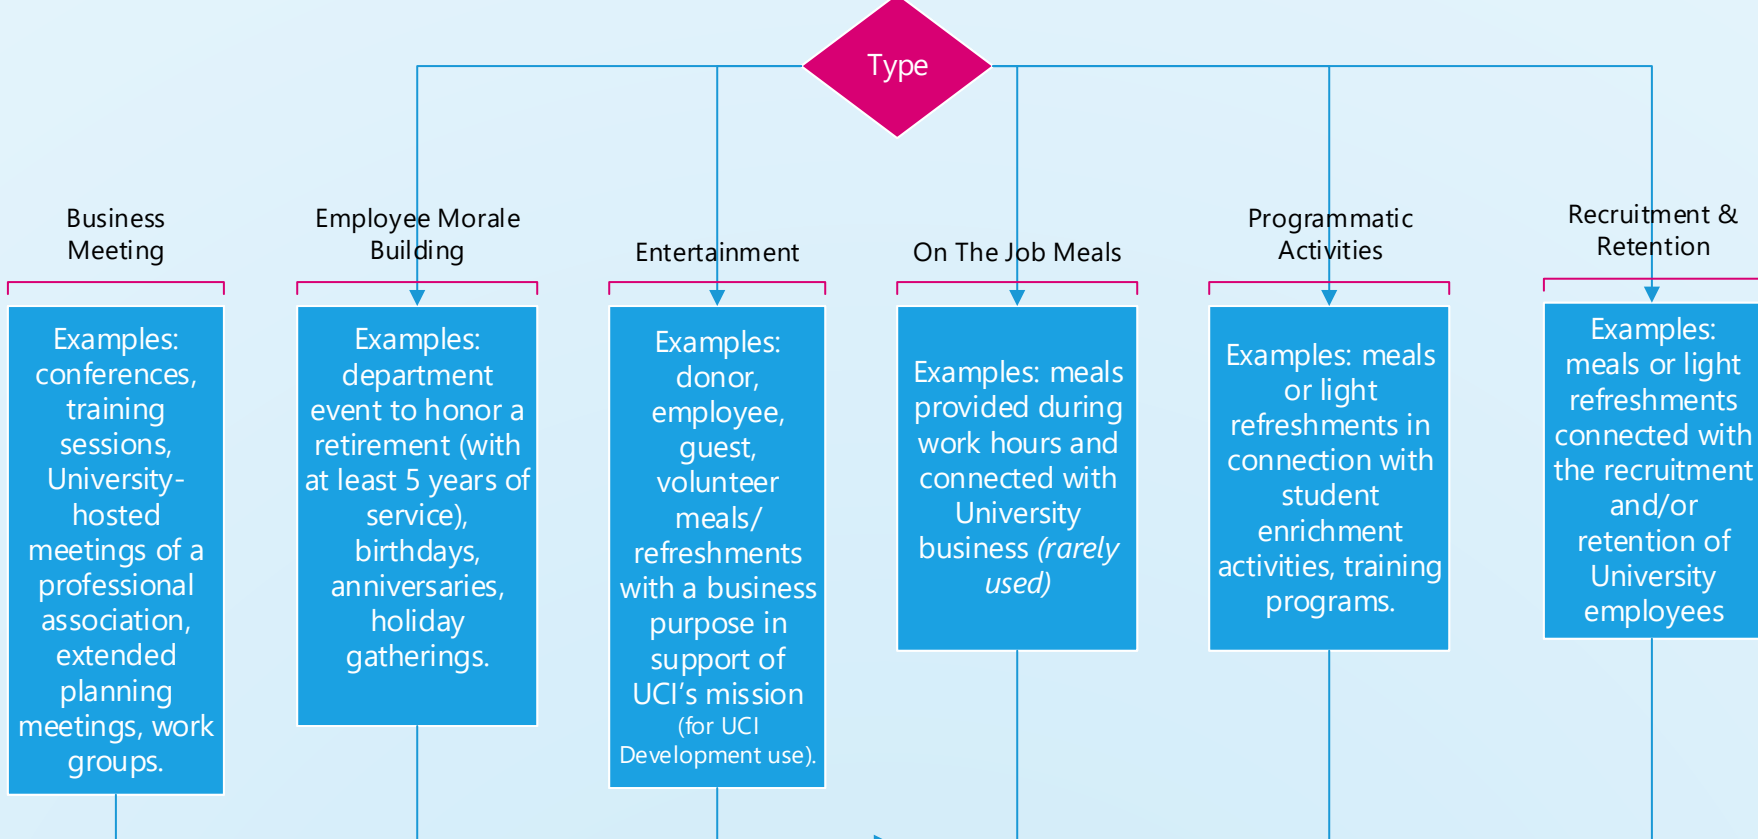 Type
Business
Meeting
Examples:
conferences,
training
sessions,
University-
hosted
meetings of a
professional
association,
extended
planning
meetings, work
groups.
Employee Morale
Building
Examples:
department
event to honor a
retirement (with
at least 5 years of
service),
birthdays,
anniversaries,
holiday
gatherings.
Entertainment
Examples:
donor,
employee,
guest,
volunteer
meals/
refreshments
with a business
purpose in
support of
UCI’s mission
(for UCI
Development use).
On The Job Meals
Examples: meals
provided during
work hours and
connected with
University
business (rarely
used)
Programmatic
Activities
Examples: meals
or light
refreshments in
connection with
student
enrichment
activities, training
programs.
Recruitment &
Retention
Examples:
meals or light
refreshments
connected with
the recruitment
and/or
retention of
University
employees